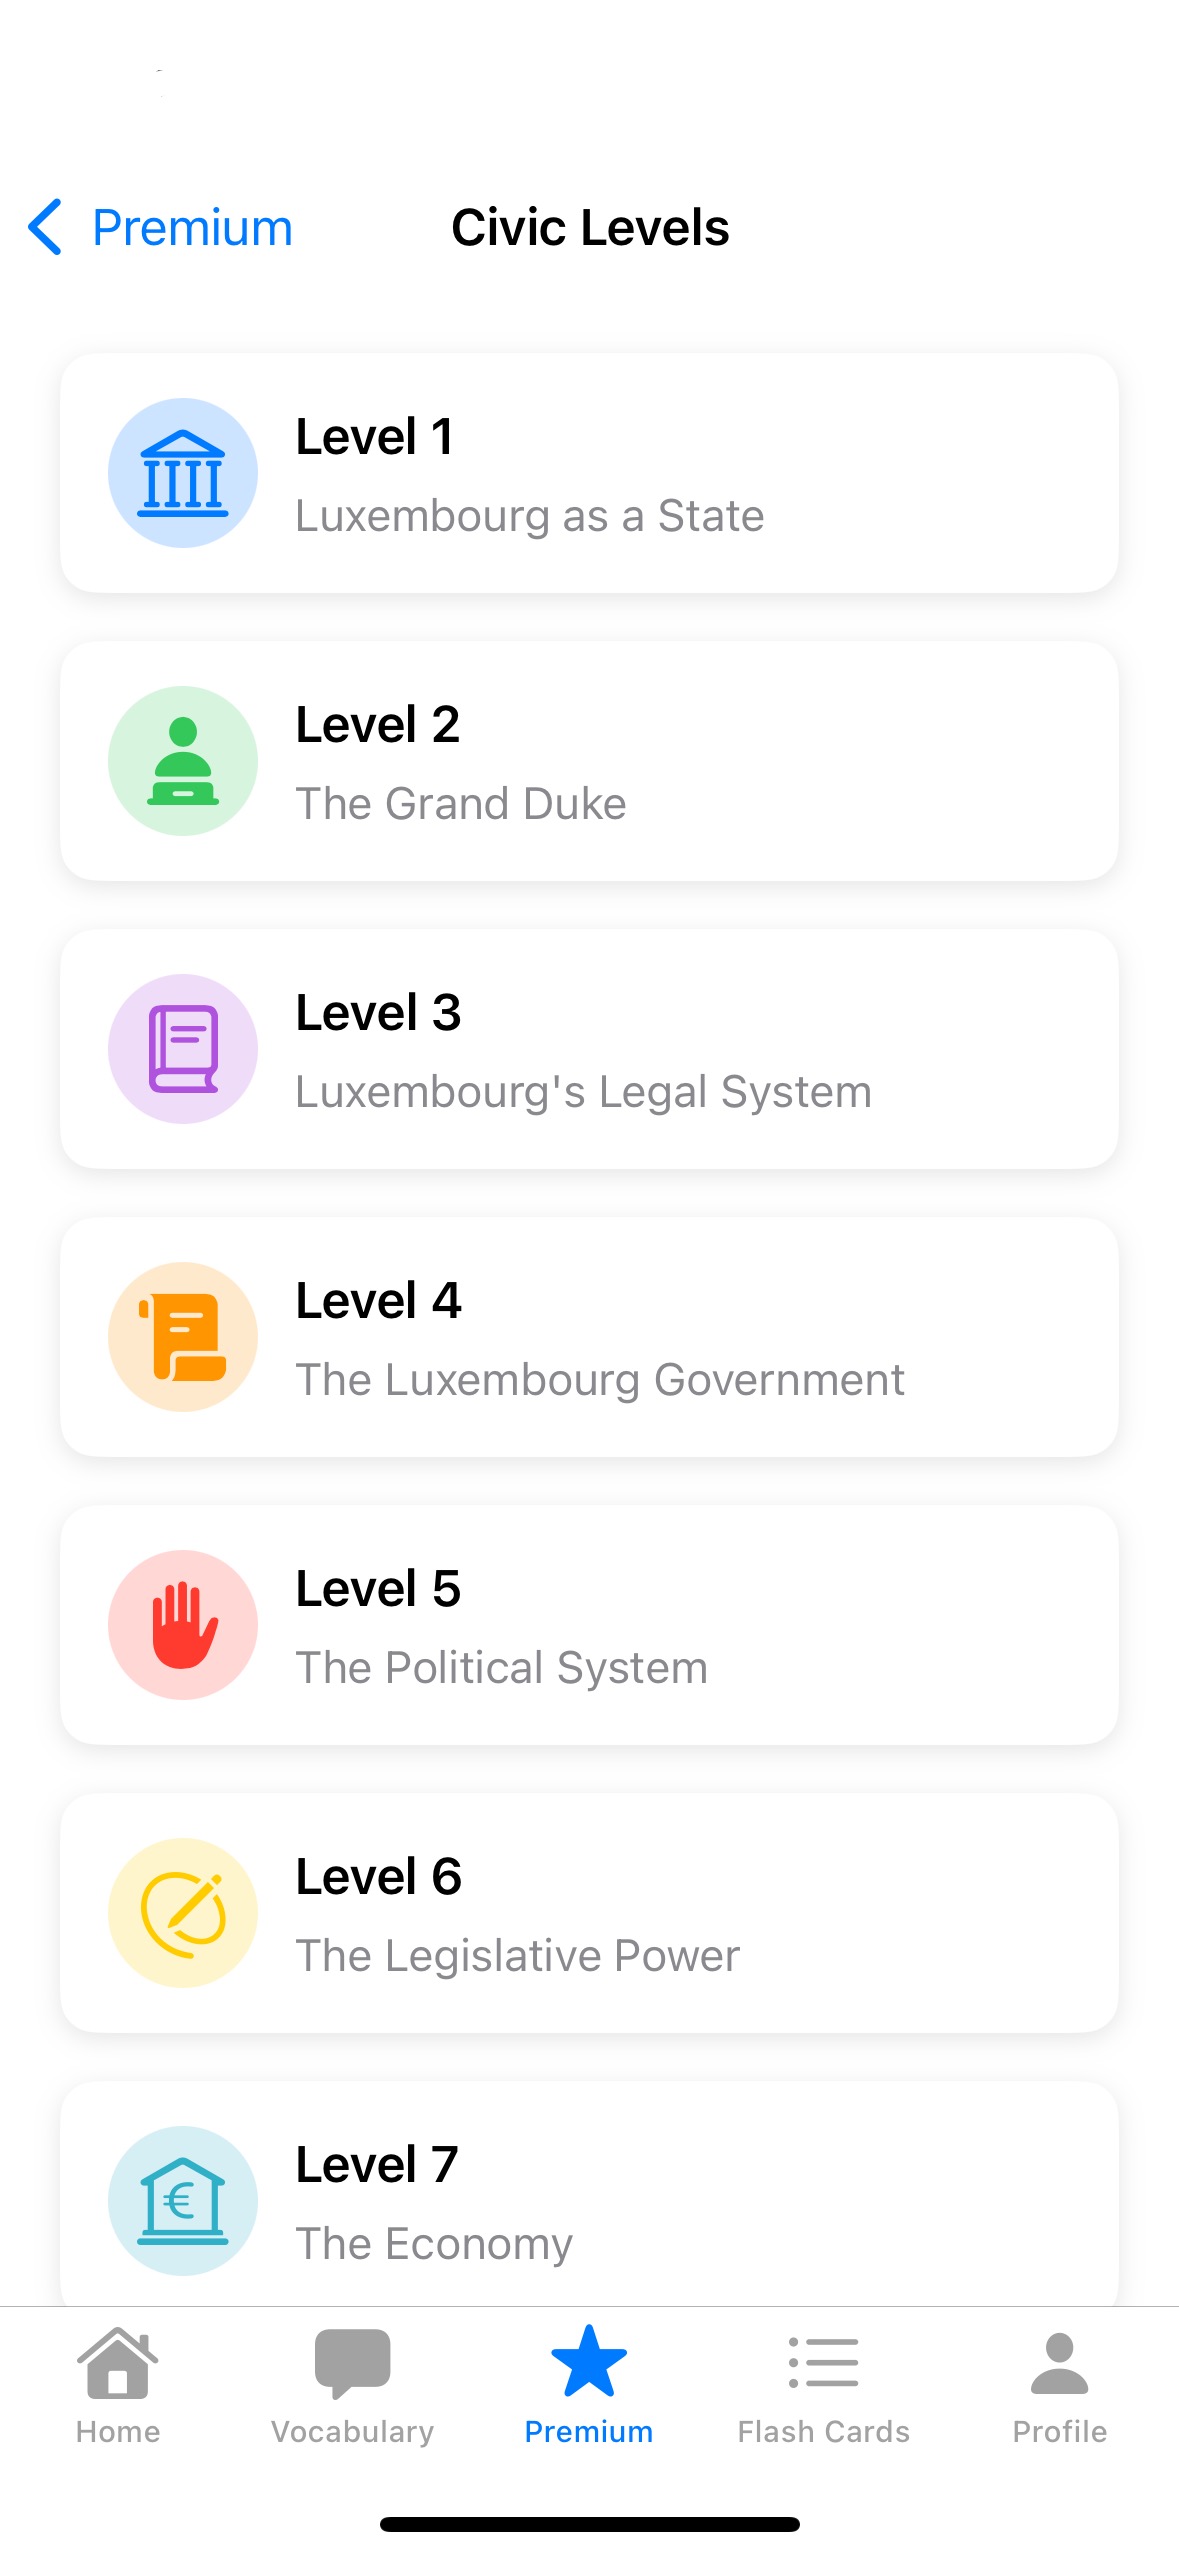 Premium
Civic Levels
Level 1
Luxembourg as a State
Level 2
The Grand Duke
Level 3
Luxembourg's Legal System
Level 4
The Luxembourg Government
Level 5
The Political System
Level 6
The Legislative Power
€
Level 7
The Economy
Home
Vocabulary
Premium
Flash Cards
Profile